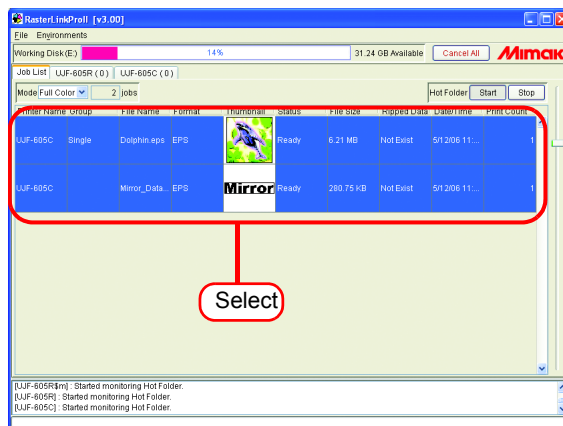 RasterLinkProII [v3.00]
File Environments
Working Disk(E:) 14% 31.24 GB Available Cancel All Mimak
Job List UJF-605R ( 0 ) UJF-605C ( 0 )
Mode Full Color 2 jobs Hot Folder Start Stop
Printer Name Group File Name Format Thumbnail Status File Size Ripped Data Date/Time Print Count
UJF-605C Single Dolphin.eps EPS Ready 6.21 MB Not Exist 5/12/06 11:... 1
UJF-605C Mirror_Data... EPS Mirror Ready 280.75 KB Not Exist 5/12/06 11:... 1
Select
[UJF-605R$m] : Started monitoring Hot Folder.
[UJF-605R] : Started monitoring Hot Folder.
[UJF-605C] : Started monitoring Hot Folder.